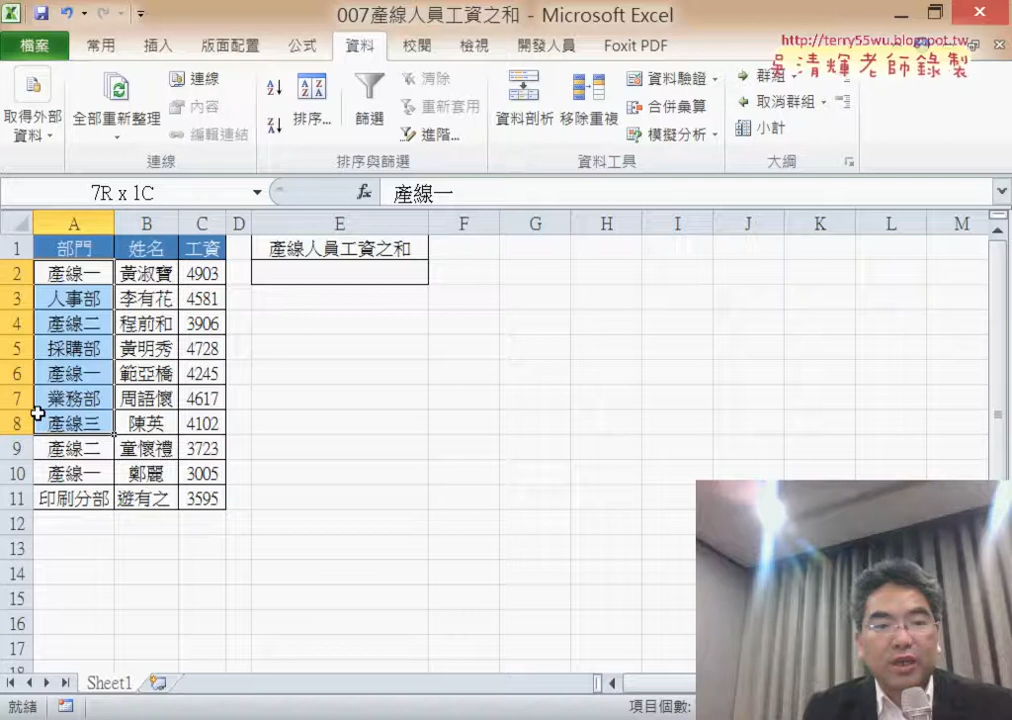 007產線人員工資之和 - Microsoft Excel
檔案 常用 插入 版面配置 公式 資料 校閱 檢視 開發人員 Foxit PDF
http://terry55wu.blogspot.tw
吳清輝老師錄製
取得外部資料 全部重新整理 連線 內容 編輯連結 排序... 篩選 清除 重新套用 進階... 資料剖析 移除重複 資料驗證 合併彙算 模擬分析 群組 取消群組 小計
連線 排序與篩選 資料工具 大綱
7R x 1C fx 產線一
A B C D E F G H I J K L M
1 部門 姓名 工資 產線人員工資之和
2 產線一 黃淑寶 4903
3 人事部 李有花 4581
4 產線二 程前和 3906
5 採購部 黃明秀 4728
6 產線一 範亞橋 4245
7 業務部 周語懷 4617
8 產線三 陳英 4102
9 產線二 童懷禮 3723
10 產線一 鄭麗 3005
11 印刷分部 遊有之 3595
12
13
14
15
16
17
Sheet1
就緒 項目個數: